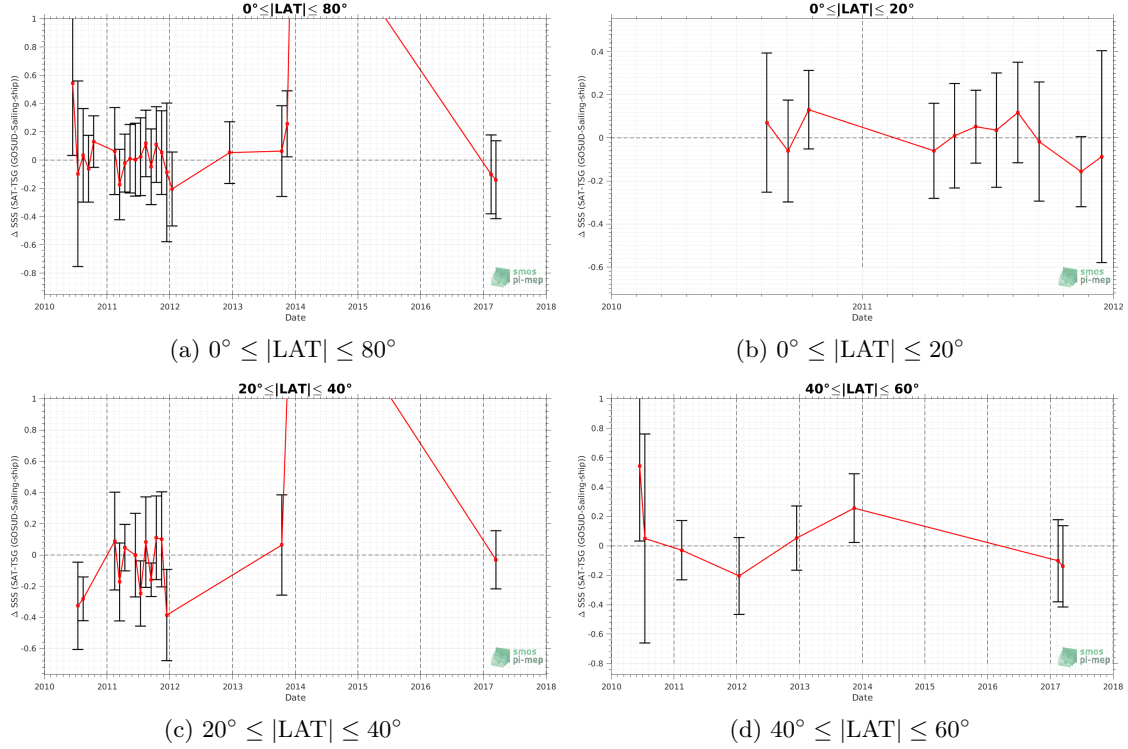 0°≤|LAT|≤ 80°
Δ SSS (SAT-TSG (GOSUD-Sailing-ship))
1
0.8
0.6
0.4
0.2
0
-0.2
-0.4
-0.6
-0.8
2010 2011 2012 2013 2014 2015 2016 2017 2018
Date
smos
pi-mep
(a) 0° ≤ |LAT| ≤ 80°
0°≤|LAT|≤ 20°
Δ SSS (SAT-TSG (GOSUD-Sailing-ship))
0.4
0.2
0
-0.2
-0.4
-0.6
2010 2011 2012
Date
smos
pi-mep
(b) 0° ≤ |LAT| ≤ 20°
20°≤|LAT|≤ 40°
Δ SSS (SAT-TSG (GOSUD-Sailing-ship))
1
0.8
0.6
0.4
0.2
0
-0.2
-0.4
-0.6
2010 2011 2012 2013 2014 2015 2016 2017 2018
Date
smos
pi-mep
(c) 20° ≤ |LAT| ≤ 40°
40°≤|LAT|≤ 60°
Δ SSS (SAT-TSG (GOSUD-Sailing-ship))
1
0.8
0.6
0.4
0.2
0
-0.2
-0.4
-0.6
-0.8
2010 2011 2012 2013 2014 2015 2016 2017 2018
Date
smos
pi-mep
(d) 40° ≤ |LAT| ≤ 60°